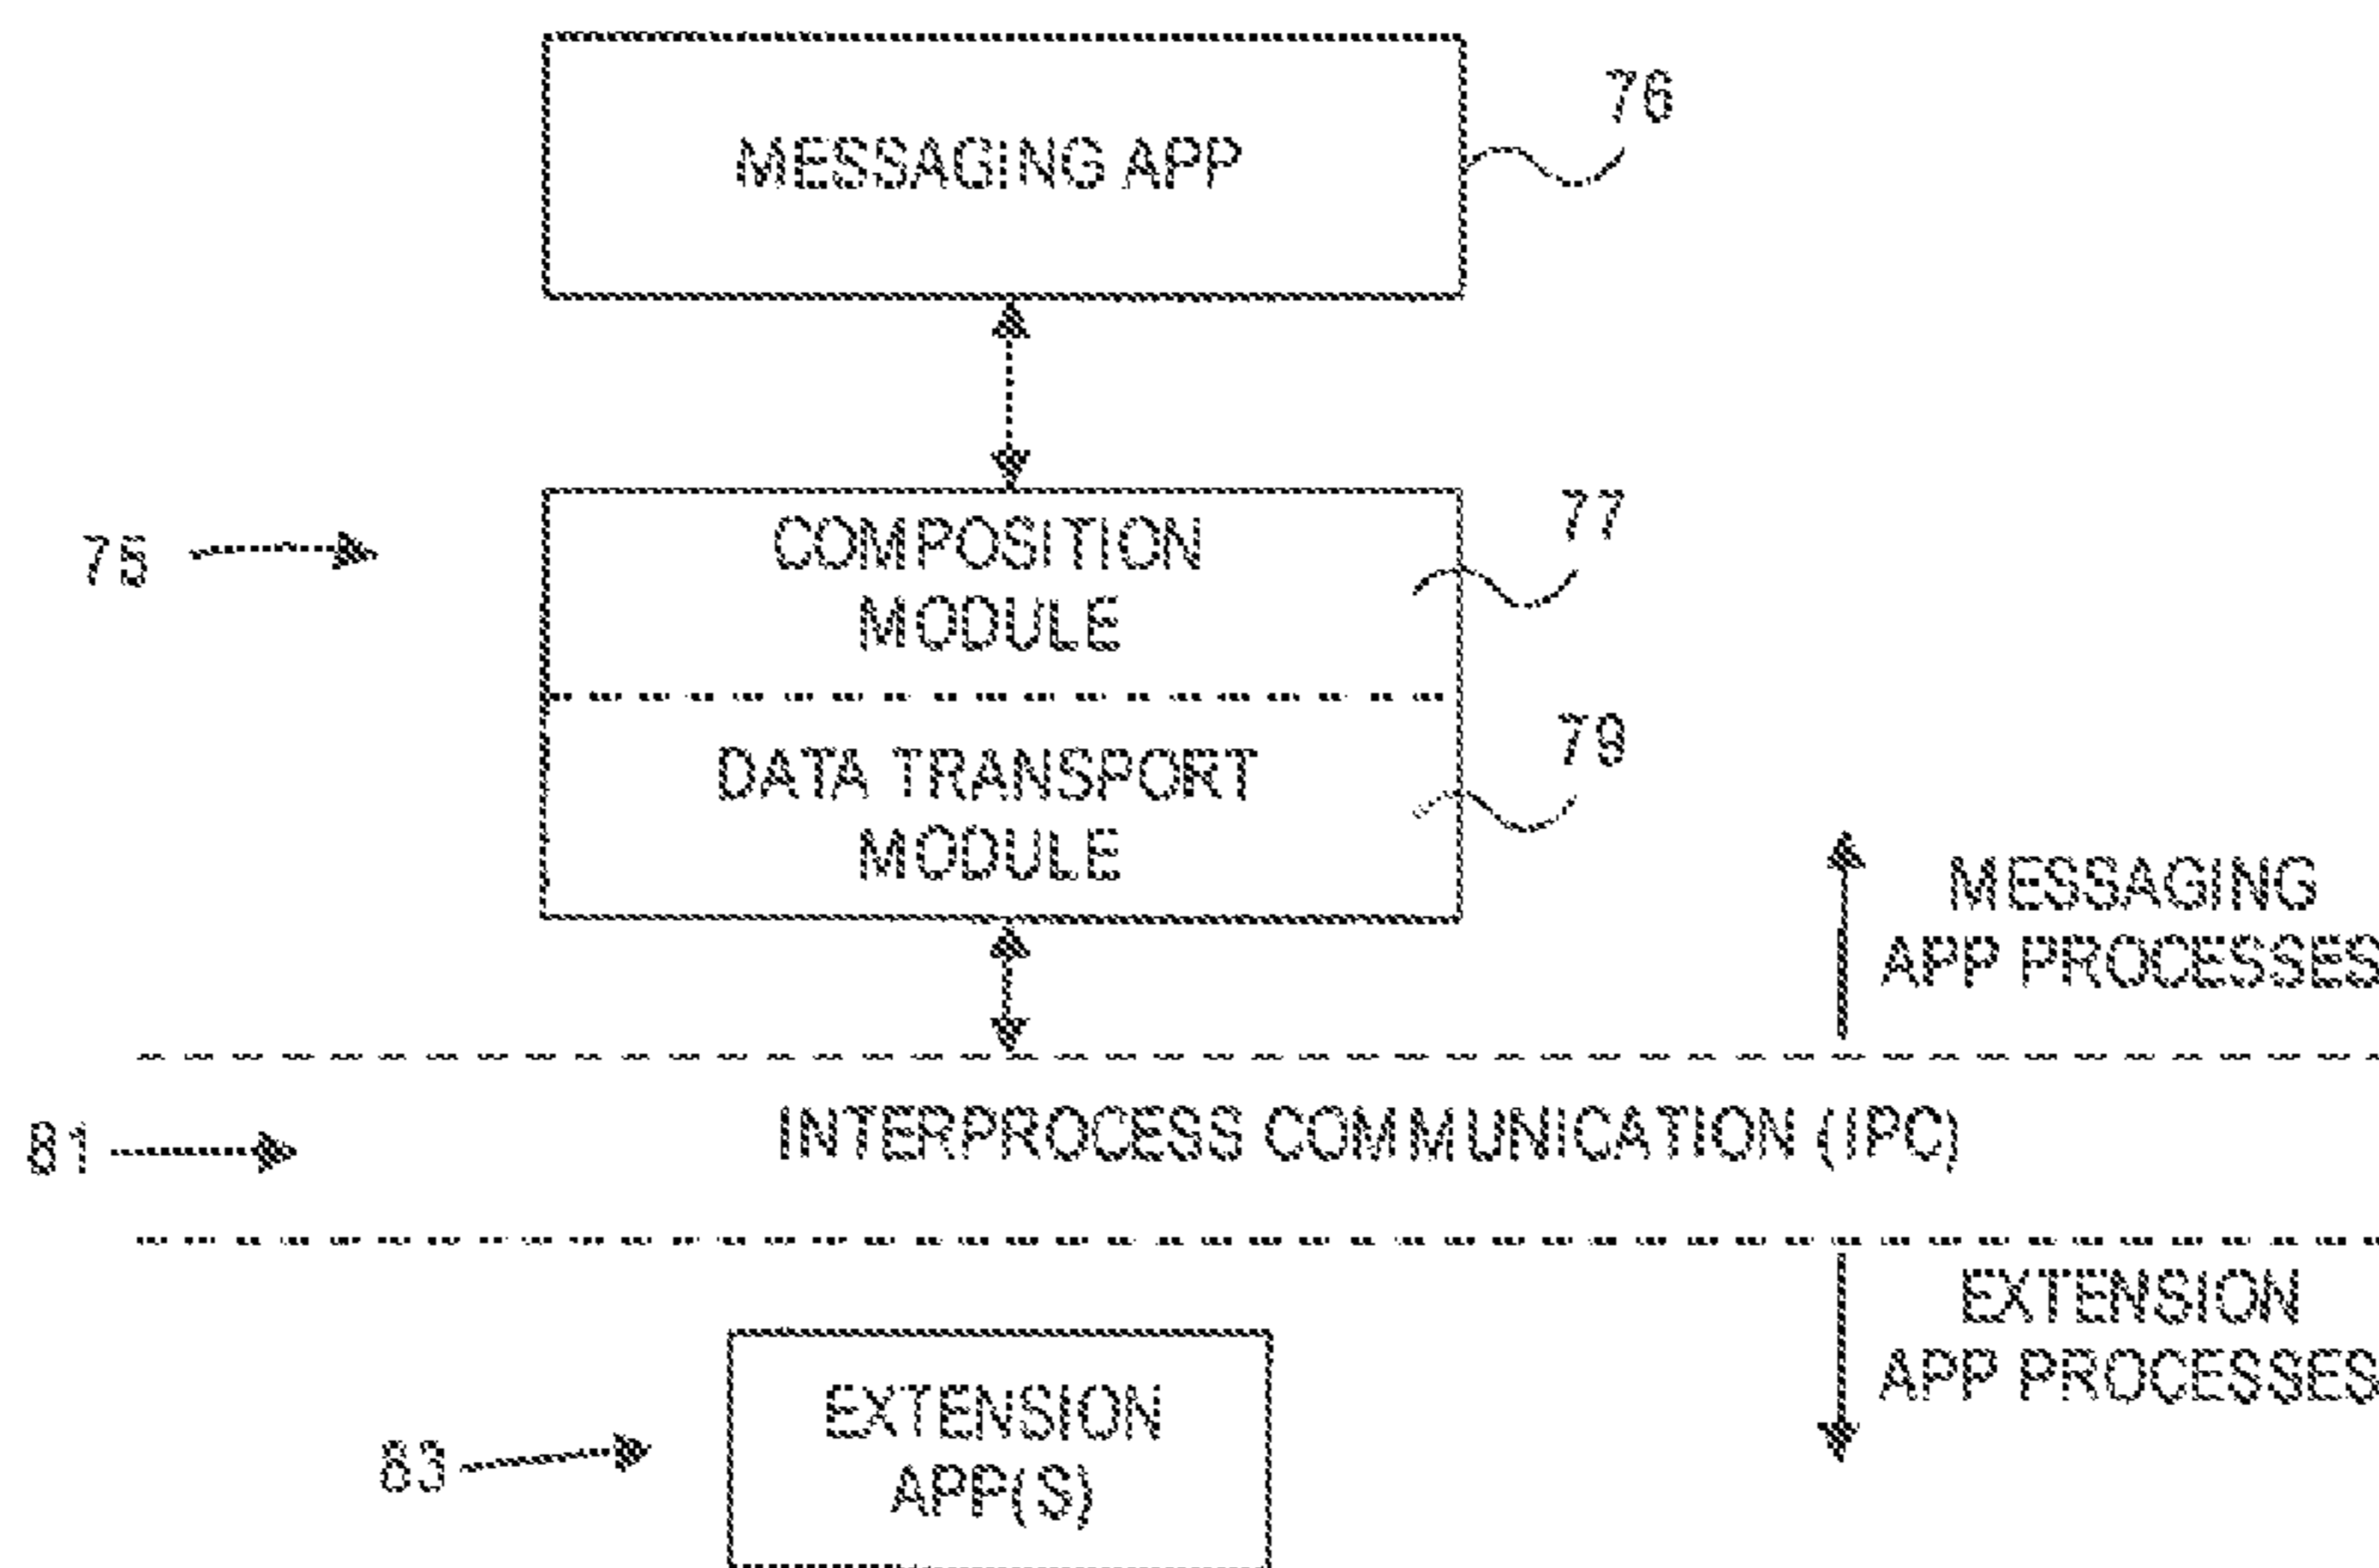 MESSAGING APP
76
75
COMPOSITION
MODULE
77
DATA TRANSPORT
MODULE
79
MESSAGING
APP PROCESSES
81
INTERPROCESS COMMUNICATION (IPC)
EXTENSION
APP PROCESSES
83
EXTENSION
APP(S)